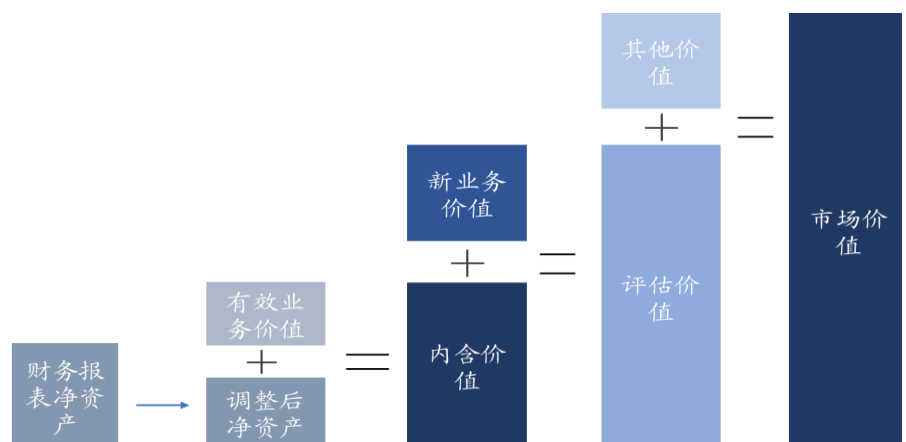 财务报
表净资
产
有效业
务价值
+
调整后
净资产
=
新业务
价值
+
内含价
值
=
其他价
值
+
评估价
值
=
市场价
值